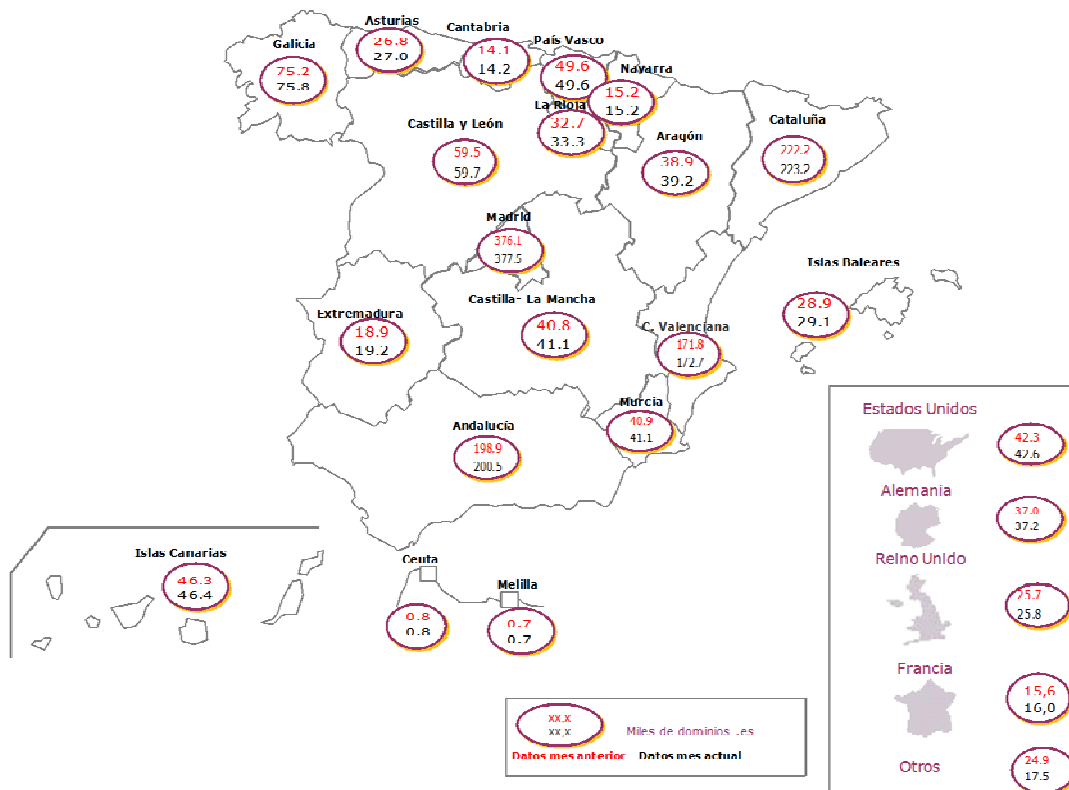 Asturias
26.8
27.0
Cantabria
14.1
14.2
País Vasco
49.6
49.6
Galicia
75.2
75.8
Navarra
15.2
15.2
La Rioja
32.7
33.3
Castilla y León
59.5
59.7
Aragón
38.9
39.2
Cataluña
222.2
223.2
Madrid
376.1
377.5
Islas Baleares
28.9
29.1
Castilla- La Mancha
40.8
41.1
Extremadura
18.9
19.2
C. Valenciana
171.8
172.7
Murcia
40.9
41.1
Andalucía
198.9
200.5
Islas Canarias
46.3
46.4
Ceuta
0.8
0.8
Melilla
0.7
0.7
Estados Unidos
42.3
42.6
Alemania
37.0
37.2
Reino Unido
25.7
25.8
Francia
15,6
16,0
Otros
24.9
17.5
xx.x
xx,x
Miles de dominios .es
Datos mes anterior Datos mes actual